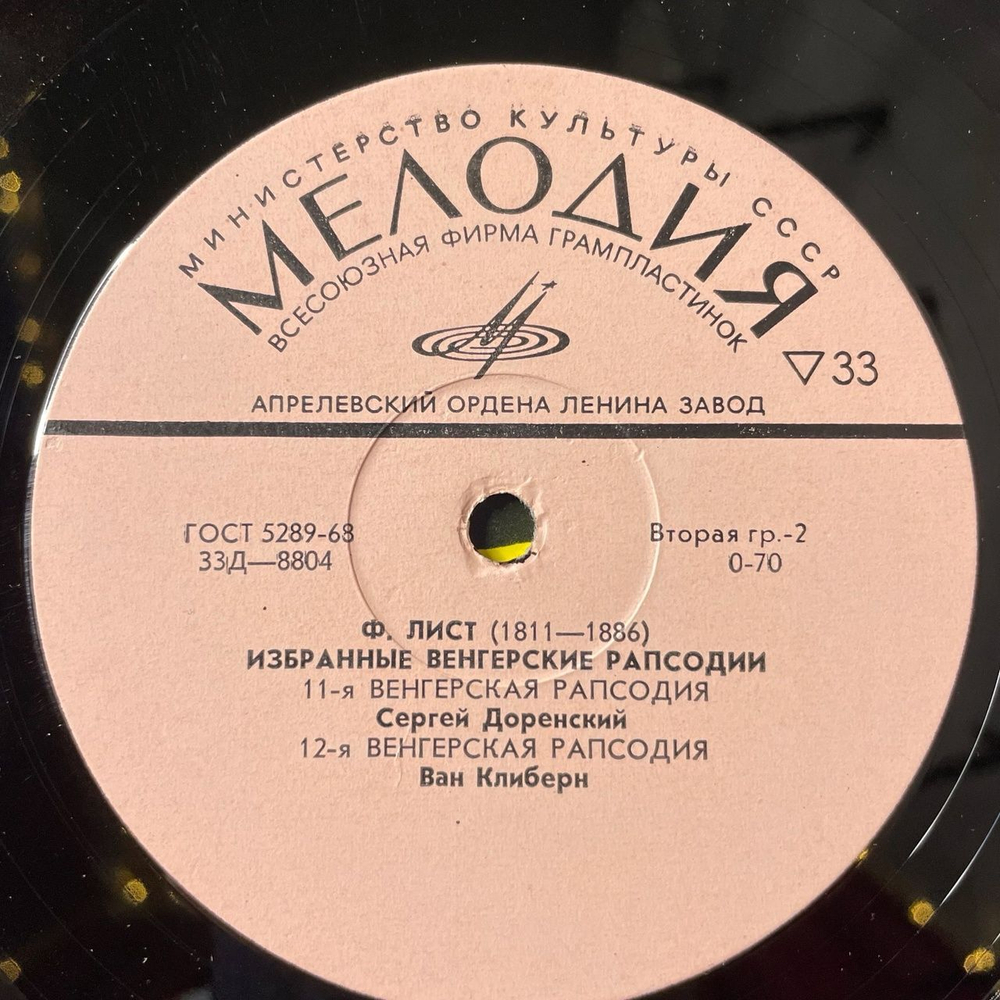 МИНИСТЕРСТВО КУЛЬТУРЫ СССР
МЕЛОДИЯ
ВСЕСОЮЗНАЯ ФИРМА ГРАМПЛАСТИНОК
▽33
АПРЕЛЕВСКИЙ ОРДЕНА ЛЕНИНА ЗАВОД
ГОСТ 5289-68
33Д—8804
Вторая гр.-2
0-70
Ф. ЛИСТ (1811—1886)
ИЗБРАННЫЕ ВЕНГЕРСКИЕ РАПСОДИИ
11-я ВЕНГЕРСКАЯ РАПСОДИЯ
Сергей Доренский
12-я ВЕНГЕРСКАЯ РАПСОДИЯ
Ван Клиберн